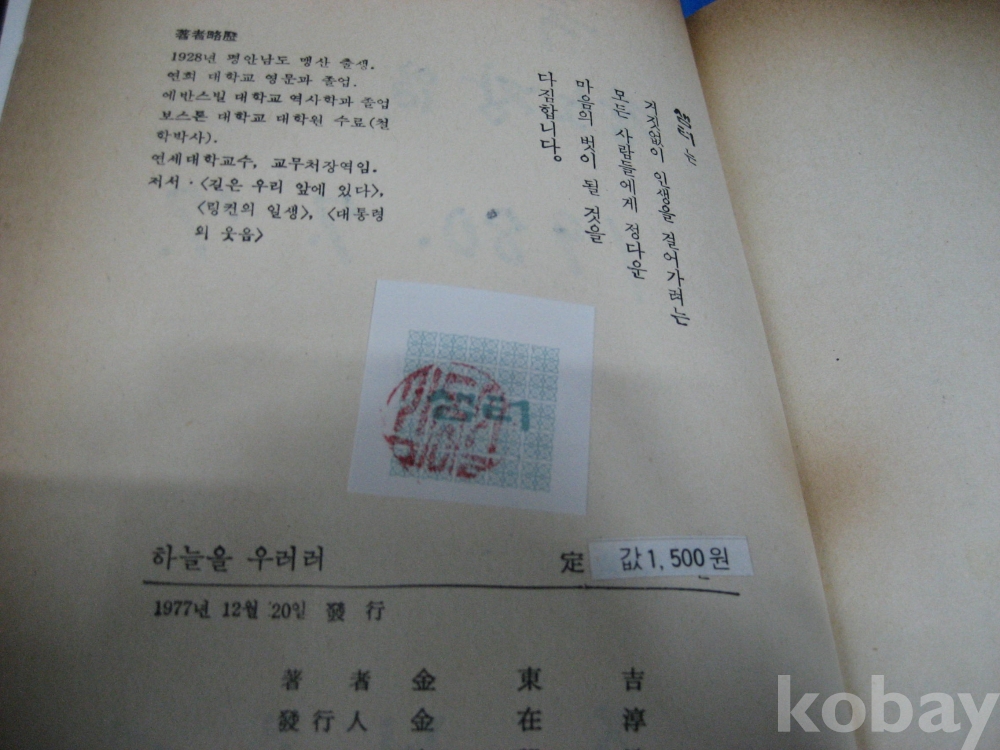 著者略歷
1928년 평안남도 맹산 출생.
연희 대학교 영문과 졸업.
에반스빌 대학교 역사학과 졸업
보스톤 대학교 대학원 수료(철
학박사).
연세대학교수, 교무처장역임.
저서·〈길은 우리 앞에 있다〉,
〈링컨의 일생〉, 〈대통령
의 웃음〉
샘터는
거짓없이 인생을 걸어가려는
모든 사람들에게 정다운
마음의 벗이 될 것을
다짐합니다.
샘터
하늘을 우러러
定 값1,500원
1977년 12월 20일 發行
著者 金東吉
發行人 金在淳
kobay